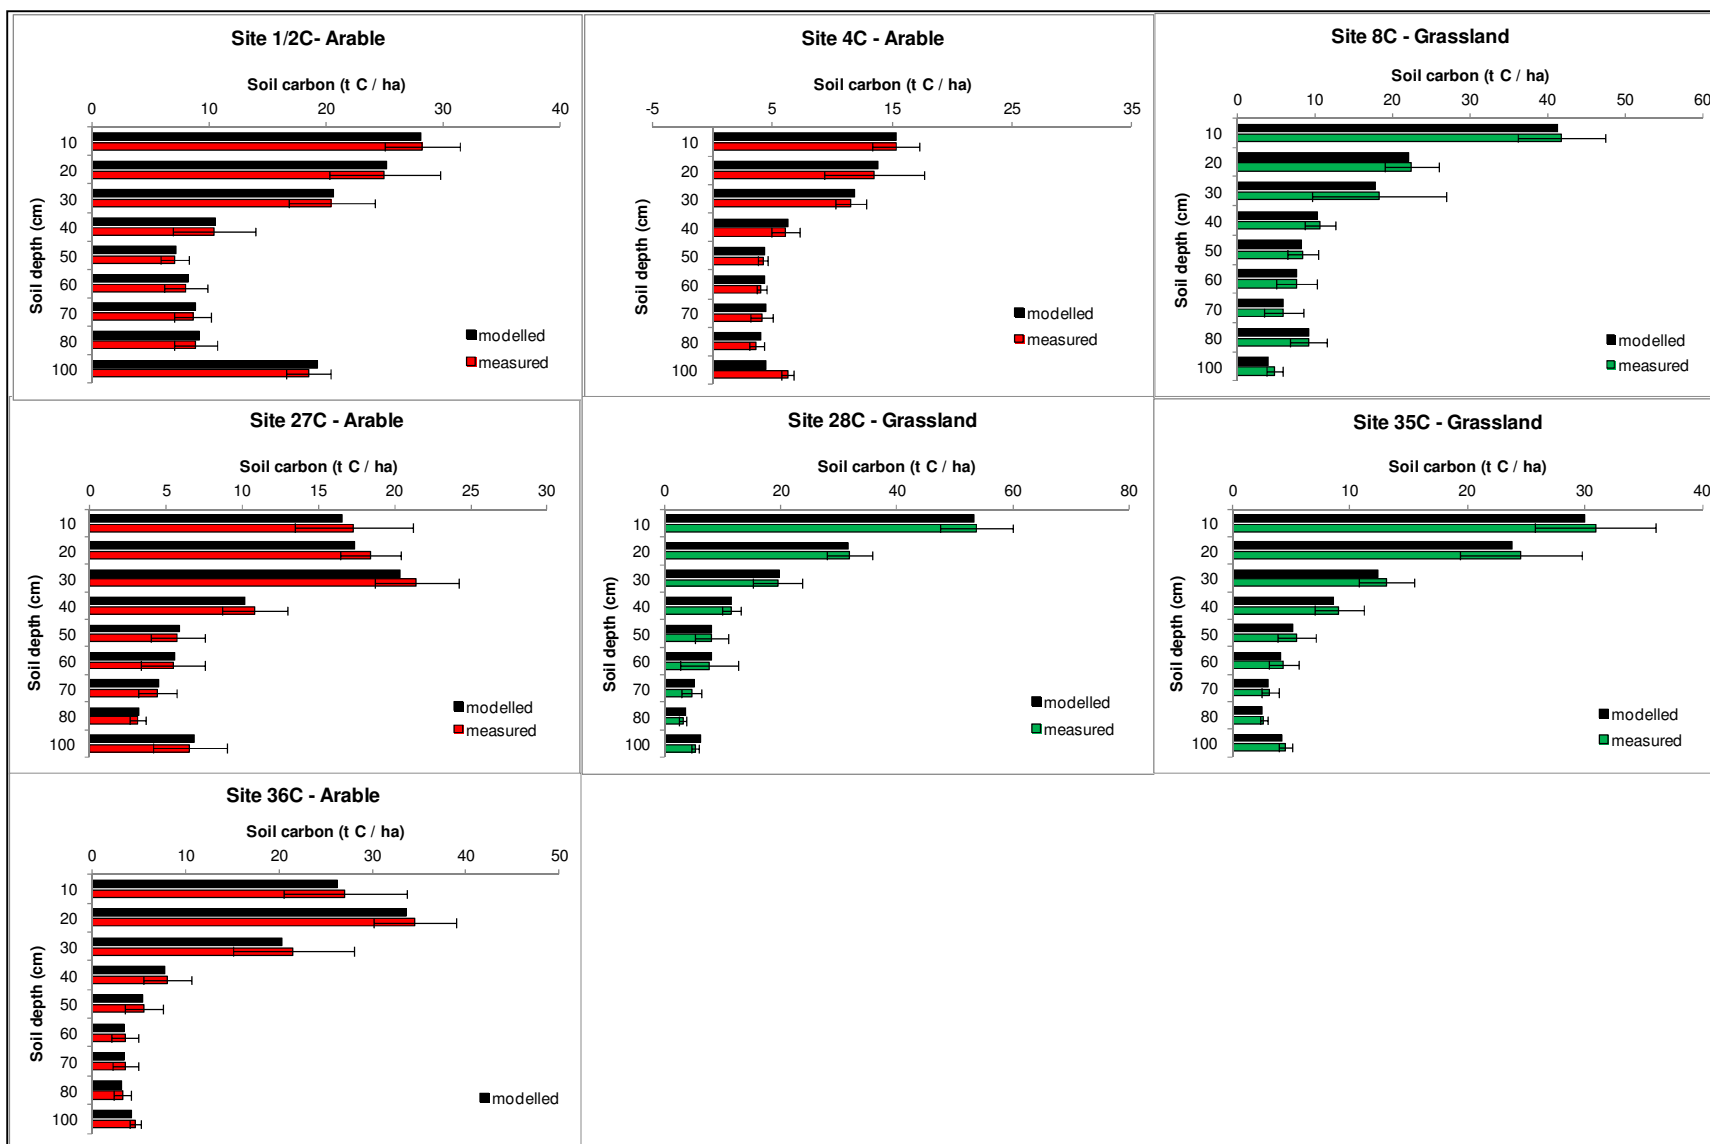 Site 1/2C- Arable
Soil carbon (t C / ha)
0 10 20 30 40
Soil depth (cm)
10
20
30
40
50
60
70
80
100
modelled
measured
Site 4C - Arable
Soil carbon (t C / ha)
-5 5 15 25 35
Soil depth (cm)
10
20
30
40
50
60
70
80
100
modelled
measured
Site 8C - Grassland
Soil carbon (t C / ha)
0 10 20 30 40 50 60
Soil depth (cm)
10
20
30
40
50
60
70
80
100
modelled
measured
Site 27C - Arable
Soil carbon (t C / ha)
0 5 10 15 20 25 30
Soil depth (cm)
10
20
30
40
50
60
70
80
100
modelled
measured
Site 28C - Grassland
Soil carbon (t C / ha)
0 20 40 60 80
Soil depth (cm)
10
20
30
40
50
60
70
80
100
modelled
measured
Site 35C - Grassland
Soil carbon (t C / ha)
0 10 20 30 40
Soil depth (cm)
10
20
30
40
50
60
70
80
100
modelled
measured
Site 36C - Arable
Soil carbon (t C / ha)
0 10 20 30 40 50
Soil depth (cm)
10
20
30
40
50
60
70
80
100
modelled